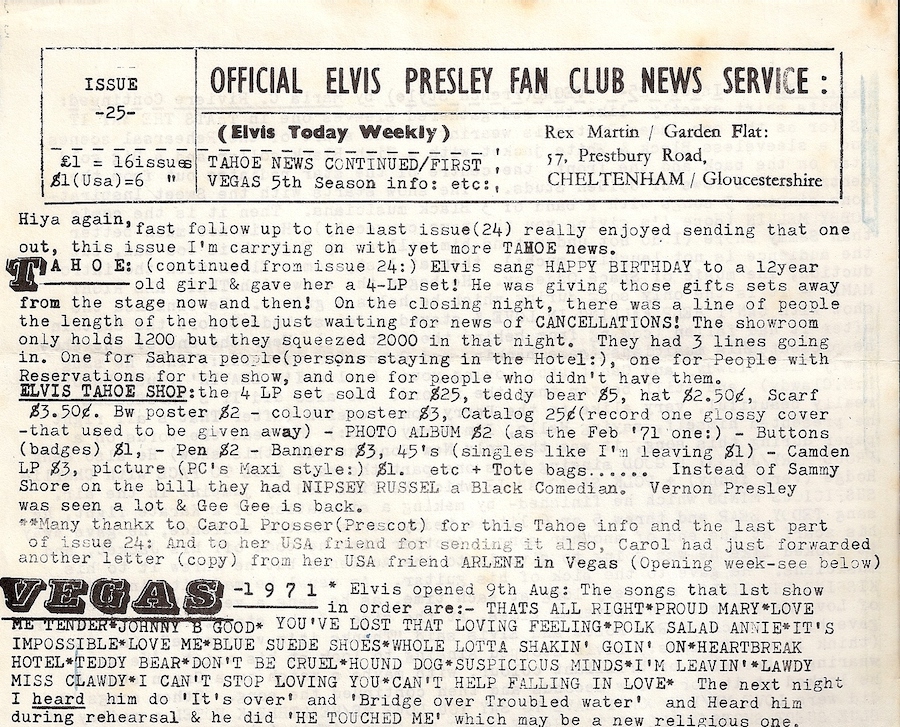 ISSUE
-25-
OFFICIAL ELVIS PRESLEY FAN CLUB NEWS SERVICE :
(Elvis Today Weekly)
Rex Martin / Garden Flat:
57, Prestbury Road,
CHELTENHAM / Gloucestershire
£1 = 16issues
$1(Usa)=6 "
TAHOE NEWS CONTINUED/FIRST
VEGAS 5th Season info: etc:,
Hiya again,
fast follow up to the last issue(24) really enjoyed sending that one
out, this issue I'm carrying on with yet more TAHOE news.
TAHOE: (continued from issue 24:) Elvis sang HAPPY BIRTHDAY to a 12year
old girl & gave her a 4-LP set! He was giving those gifts sets away
from the stage now and then! On the closing night, there was a line of people
the length of the hotel just waiting for news of CANCELLATIONS! The showroom
only holds 1200 but they squeezed 2000 in that night. They had 3 lines going
in. One for Sahara people(persons staying in the Hotel:), one for People with
Reservations for the show, and one for people who didn't have them.
ELVIS TAHOE SHOP:the 4 LP set sold for $25, teddy bear $5, hat $2.50¢, Scarf
$3.50¢. Bw poster $2 - colour poster $3, Catalog 25¢(record one glossy cover
-that used to be given away) - PHOTO ALBUM $2 (as the Feb '71 one:) - Buttons
(badges) $1, - Pen $2 - Banners $3, 45's (singles like I'm leaving $1) - Camden
LP $3, picture (PC's Maxi style:) $1. etc + Tote bags...... Instead of Sammy
Shore on the bill they had NIPSEY RUSSEL a Black Comedian. Vernon Presley
was seen a lot & Gee Gee is back.
**Many thankx to Carol Prosser(Prescot) for this Tahoe info and the last part
of issue 24: And to her USA friend for sending it also, Carol had just forwarded
another letter (copy) from her USA friend ARLENE in Vegas (Opening week-see below)
VEGAS -1971* Elvis opened 9th Aug: The songs that 1st show
in order are:- THATS ALL RIGHT*PROUD MARY*LOVE
ME TENDER*JOHNNY B GOOD* YOU'VE LOST THAT LOVING FEELING*POLK SALAD ANNIE*IT'S
IMPOSSIBLE*LOVE ME*BLUE SUEDE SHOES*WHOLE LOTTA SHAKIN' GOIN' ON*HEARTBREAK
HOTEL*TEDDY BEAR*DON'T BE CRUEL*HOUND DOG*SUSPICIOUS MINDS*I'M LEAVIN'*LAWDY
MISS CLAWDY*I CAN'T STOP LOVING YOU*CAN'T HELP FALLING IN LOVE* The next night
I heard him do 'It's over' and 'Bridge over Troubled water' and Heard him
during rehearsal & he did 'HE TOUCHED ME' which may be a new religious one.